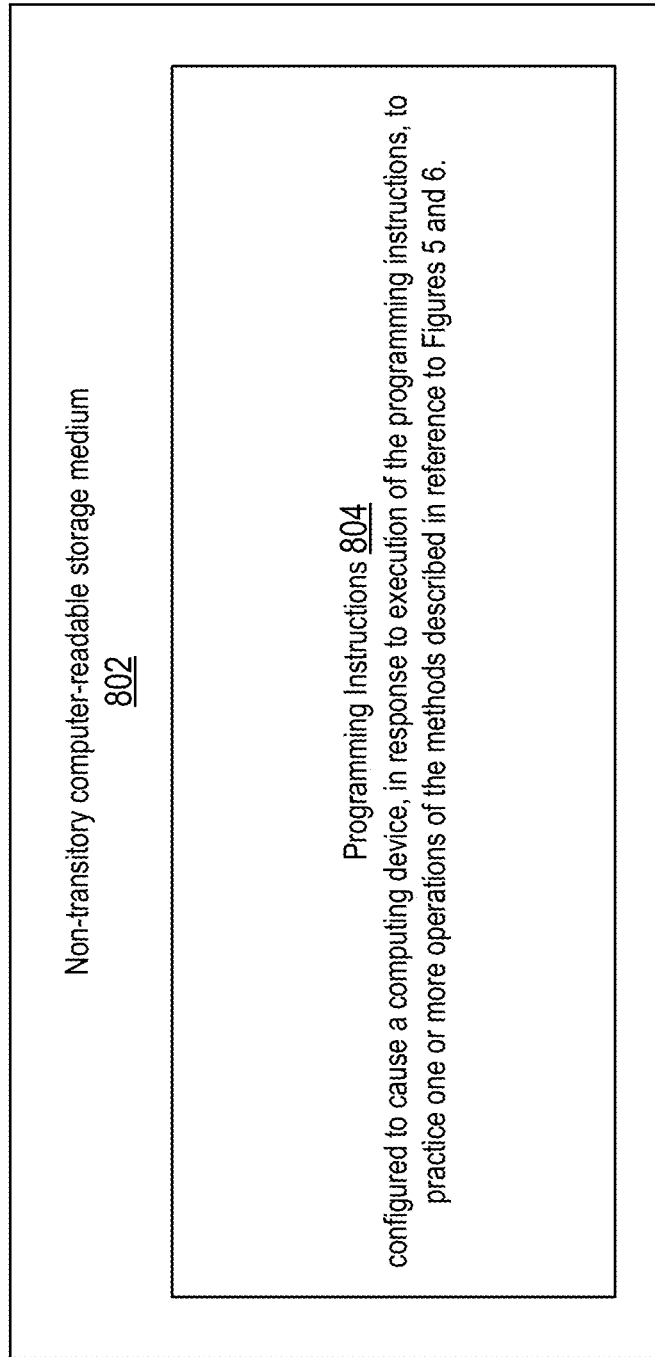 Non-transitory computer-readable storage medium
802
Programming Instructions 804
configured to cause a computing device, in response to execution of the programming instructions, to
practice one or more operations of the methods described in reference to Figures 5 and 6.